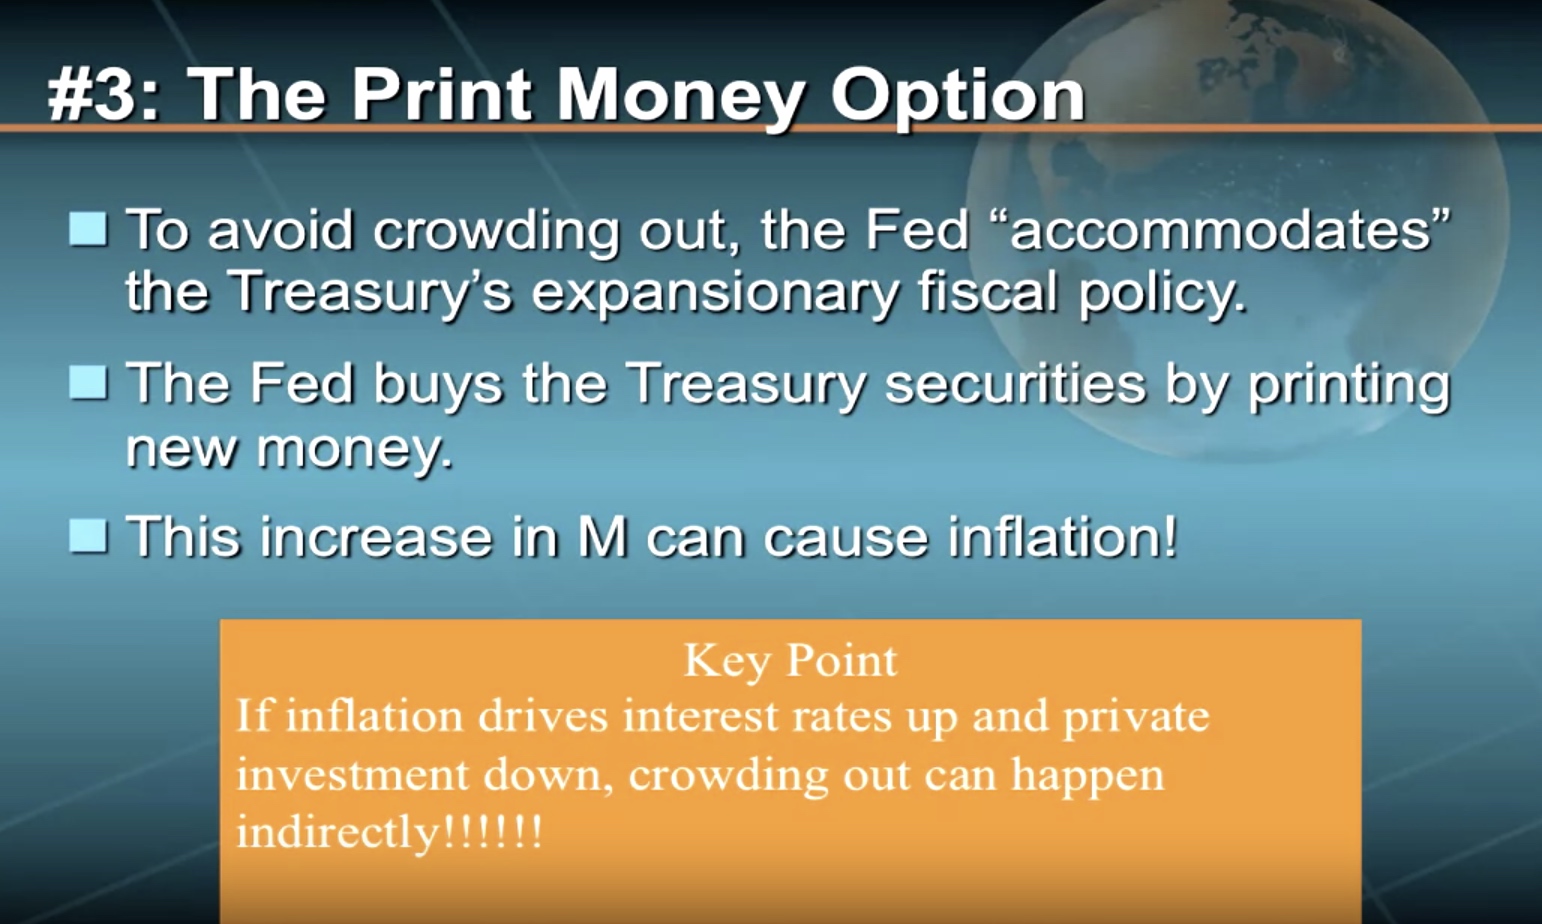 #3: The Print Money Option
To avoid crowding out, the Fed “accommodates”
the Treasury’s expansionary fiscal policy.
The Fed buys the Treasury securities by printing
new money.
This increase in M can cause inflation!
Key Point
If inflation drives interest rates up and private
investment down, crowding out can happen
indirectly!!!!!!